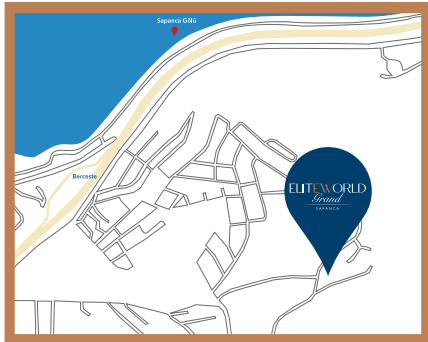 Sapanca Gölü
Berceste
ELITEWORLD
Grand
SAPANCA